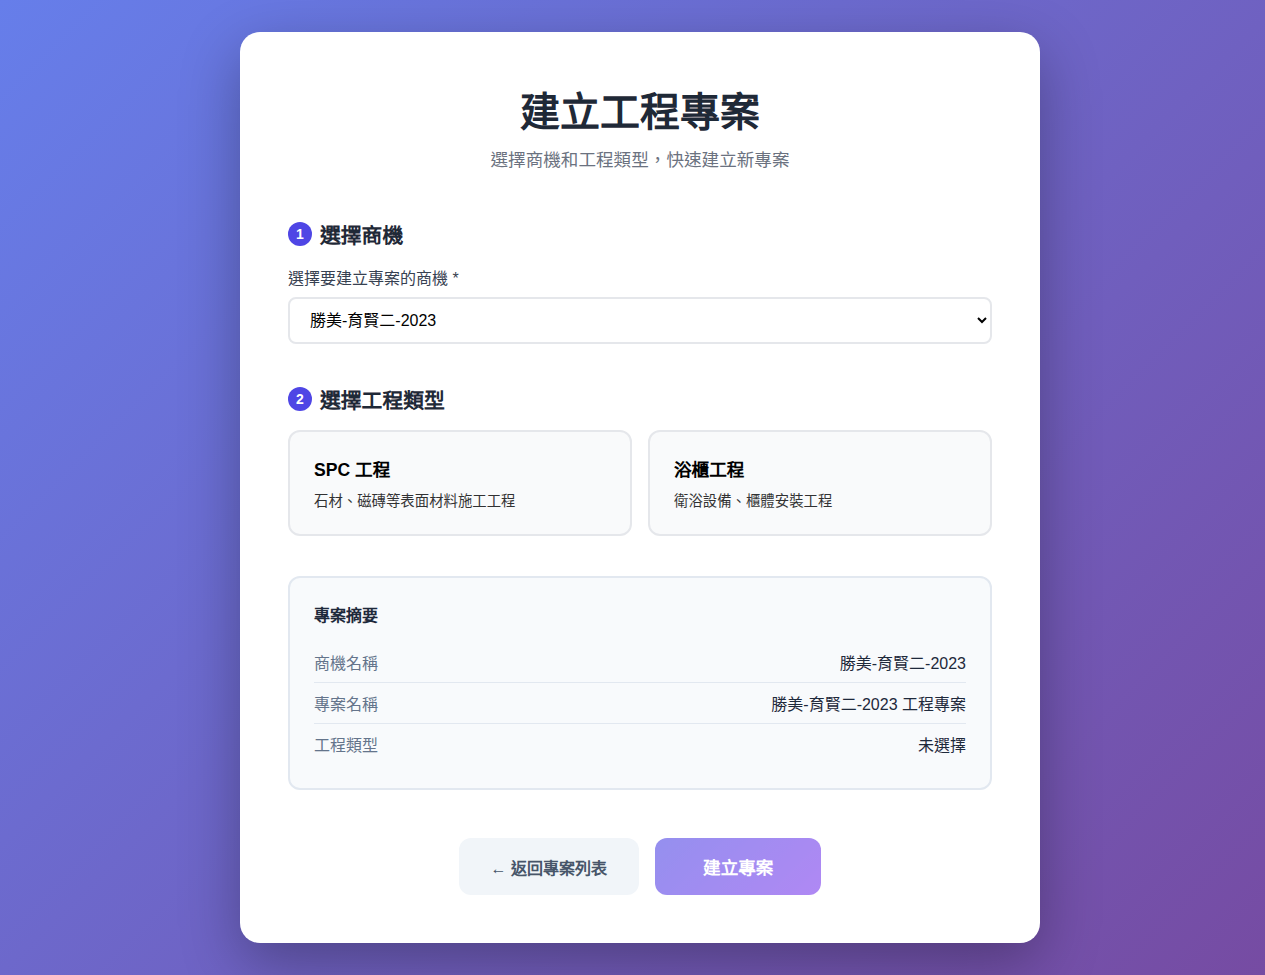 建立工程專案
選擇商機和工程類型，快速建立新專案
1 選擇商機
選擇要建立專案的商機 *
勝美-育賢二-2023
2 選擇工程類型
SPC 工程
石材、磁磚等表面材料施工工程
浴櫃工程
衛浴設備、櫃體安裝工程
專案摘要
商機名稱 勝美-育賢二-2023
專案名稱 勝美-育賢二-2023 工程專案
工程類型 未選擇
← 返回專案列表 建立專案